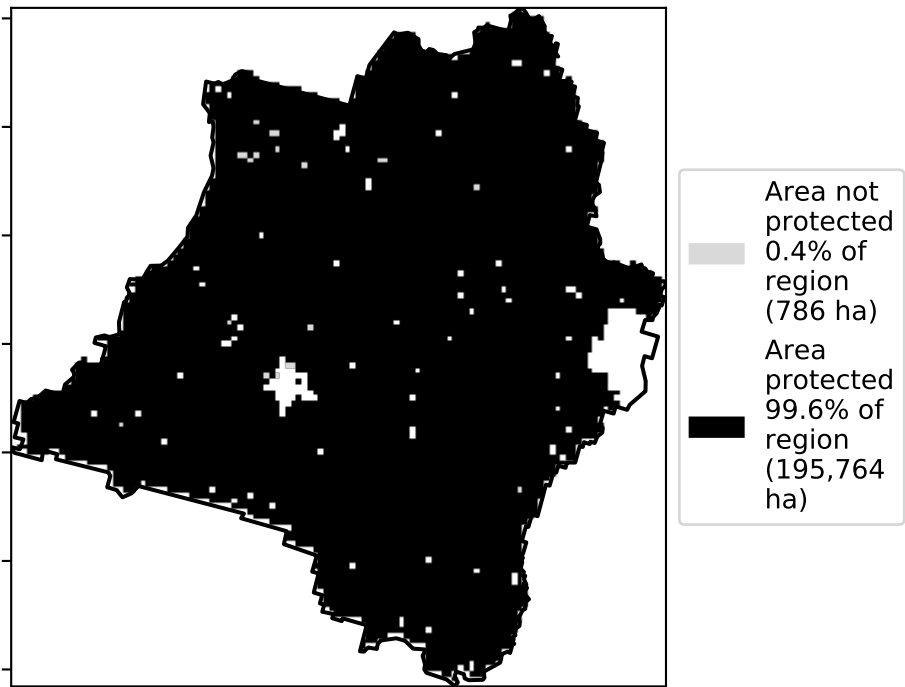 Area not
protected
0.4% of
region
(786 ha)
Area
protected
99.6% of
region
(195,764
ha)